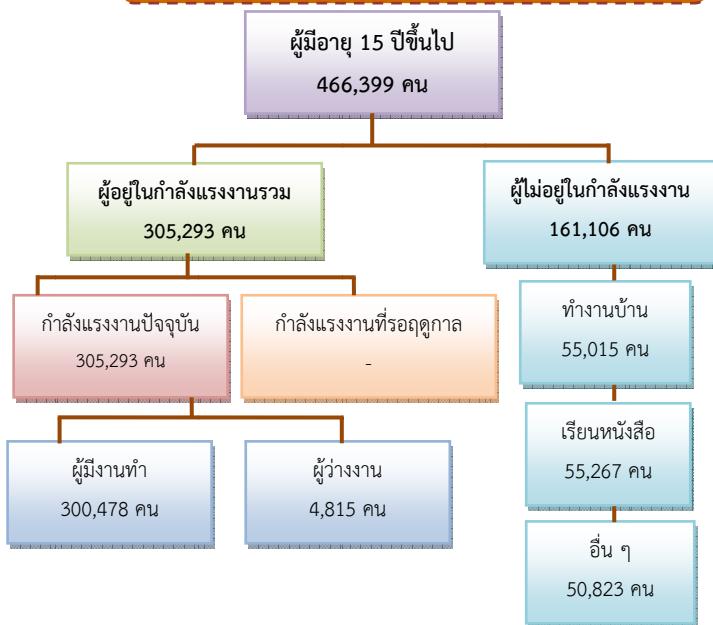 ผู้มีอายุ 15 ปีขึ้นไป
466,399 คน
ผู้อยู่ในกำลังแรงงานรวม
305,293 คน
ผู้ไม่อยู่ในกำลังแรงงาน
161,106 คน
กำลังแรงงานปัจจุบัน
305,293 คน
กำลังแรงงานที่รอฤดูกาล
-
ทำงานบ้าน
55,015 คน
ผู้มีงานทำ
300,478 คน
ผู้ว่างงาน
4,815 คน
เรียนหนังสือ
55,267 คน
อื่น ๆ
50,823 คน